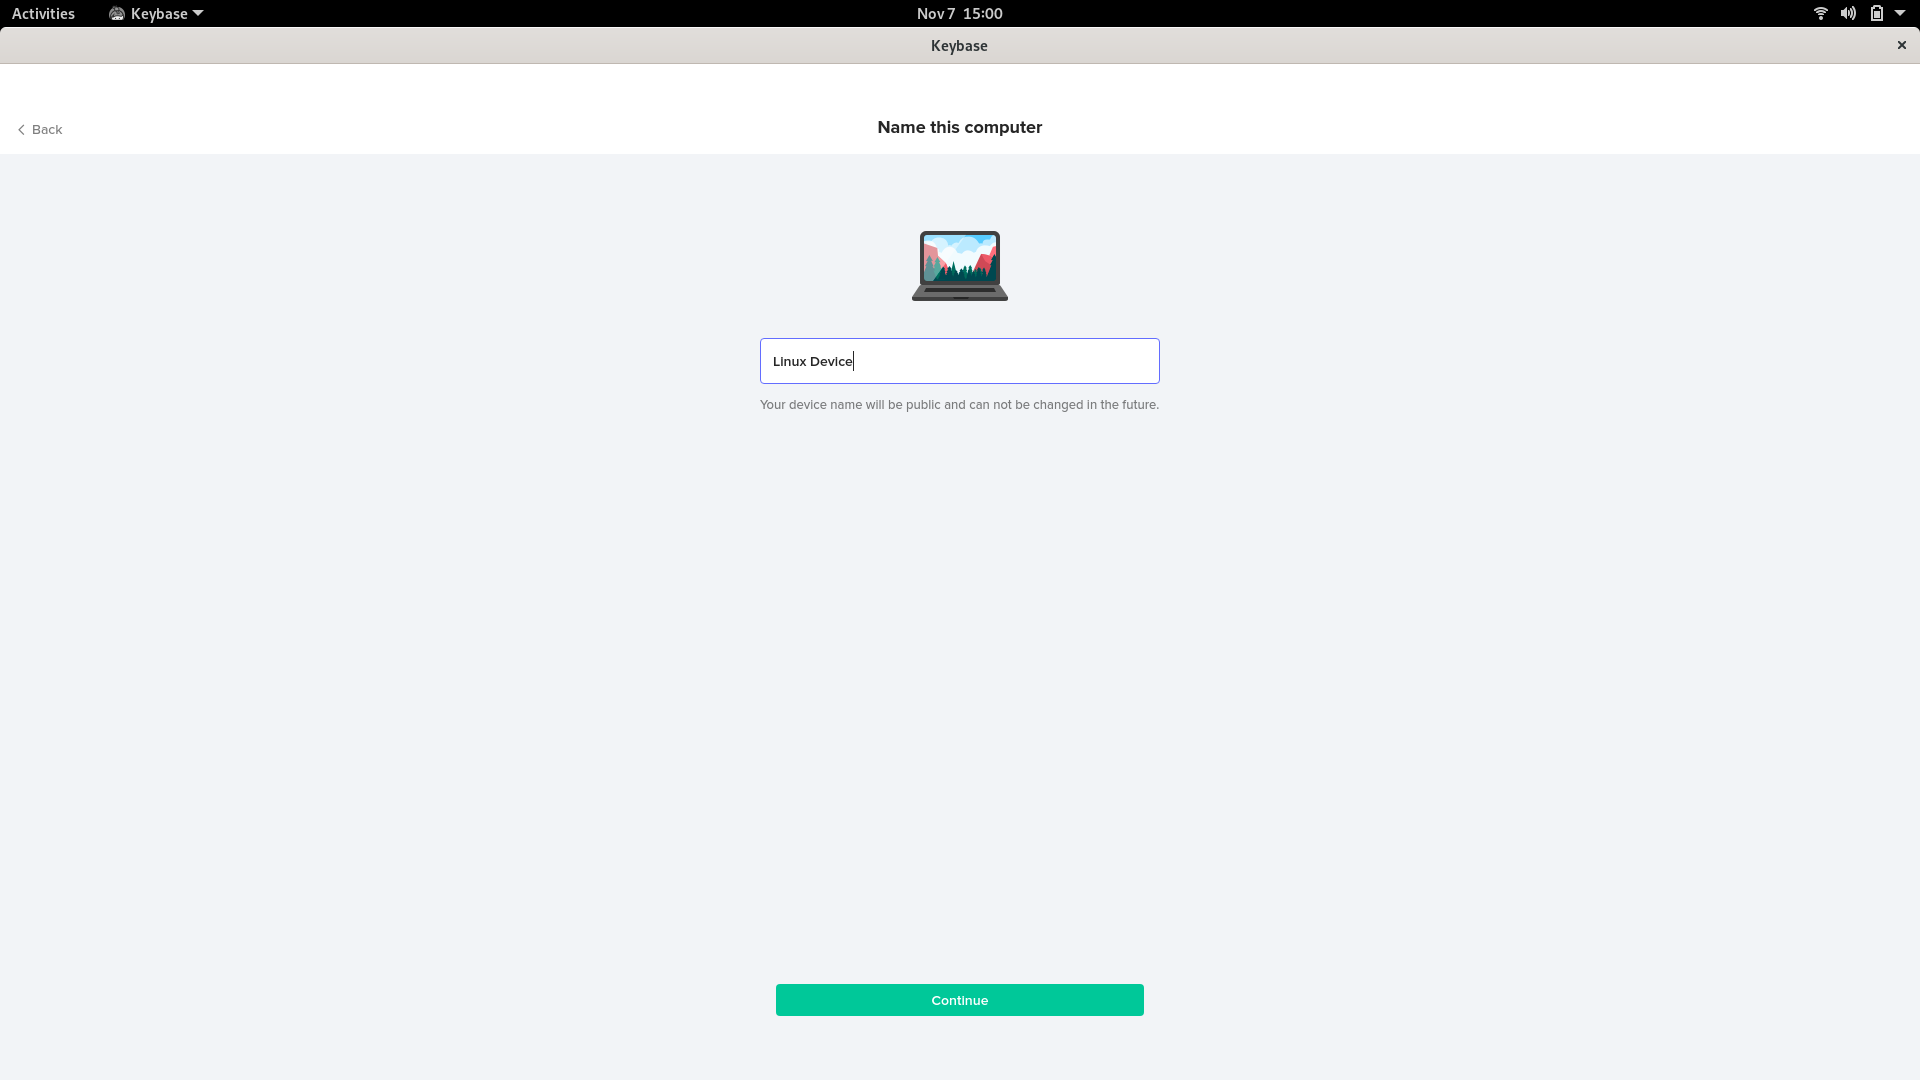 Activities Keybase Nov 7 15:00
Keybase
Back Name this computer
Linux Device
Your device name will be public and can not be changed in the future.
Continue